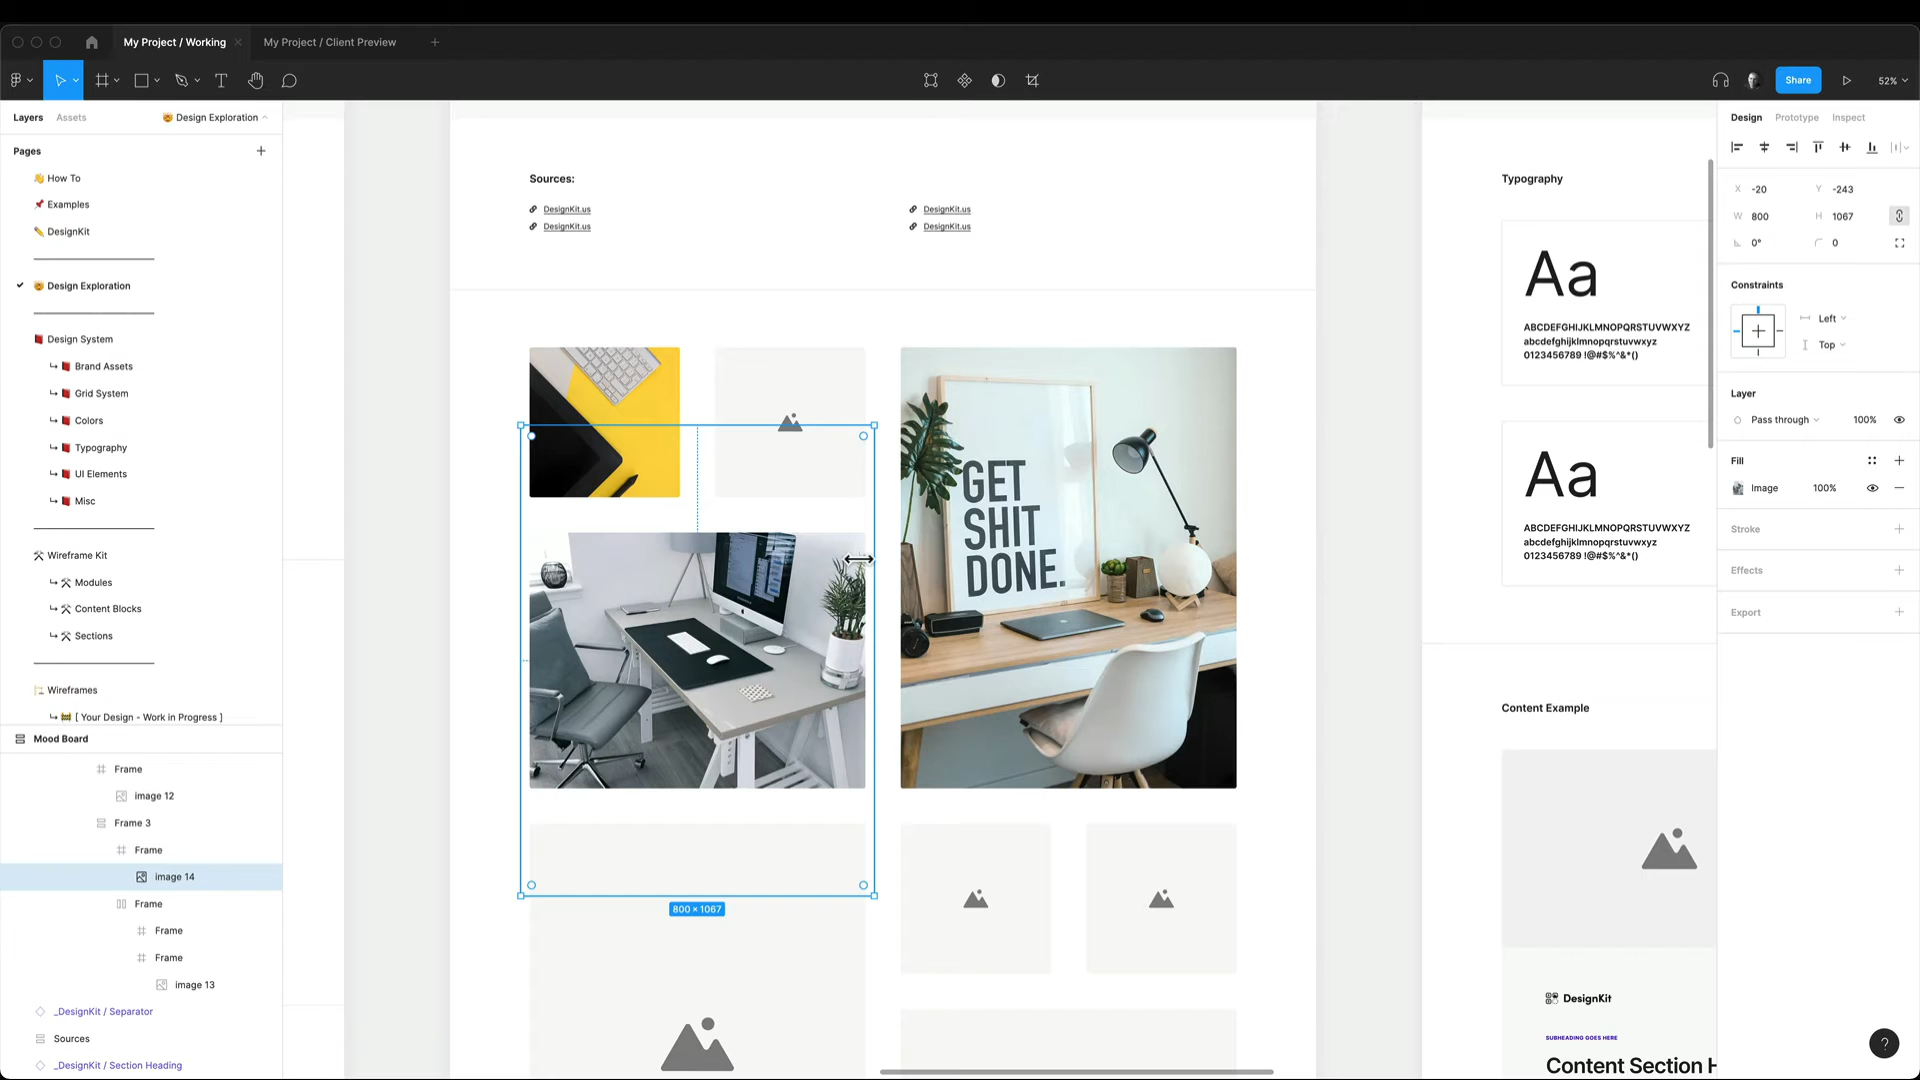 My Project / Working
My Project / Client Preview
Share
52%
Layers
Assets
Design Exploration
Pages
How To
Examples
DesignKit
Design Exploration
Design System
Brand Assets
Grid System
Colors
Typography
UI Elements
Misc
Wireframe Kit
Modules
Content Blocks
Sections
Wireframes
[ Your Design - Work in Progress ]
Mood Board
Frame
image 12
Frame 3
Frame
image 14
Frame
Frame
Frame
image 13
_DesignKit / Separator
Sources
_DesignKit / Section Heading
Sources:
DesignKit.us
DesignKit.us
DesignKit.us
DesignKit.us
GET
SHIT
DONE.
800 × 1067
Typography
Aa
ABCDEFGHIJKLMNOPQRSTUVWXYZ
abcdefghijklmnopqrstuvwxyz
0123456789 !@#$%^&*()
Aa
ABCDEFGHIJKLMNOPQRSTUVWXYZ
abcdefghijklmnopqrstuvwxyz
0123456789 !@#$%^&*()
Content Example
DesignKit
SUBHEADING GOES HERE
Content Section H
Design
Prototype
Inspect
X -20
Y -243
W 800
H 1067
0°
0
Constraints
Left
Top
Layer
Pass through
100%
Fill
Image
100%
Stroke
Effects
Export
?